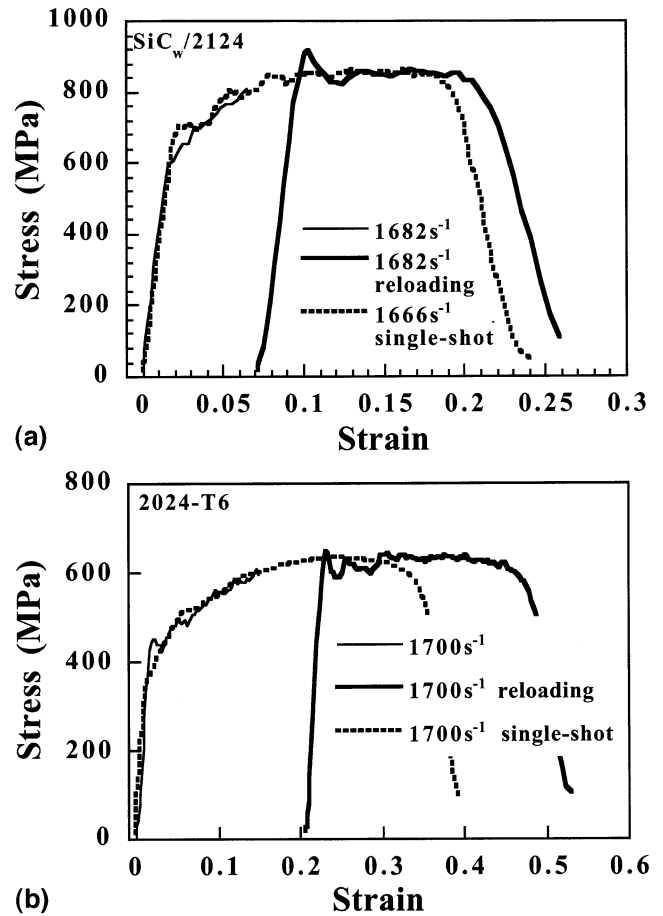 1000
SiCw/2124
800
600
400
200
0
Stress (MPa)
1682s-1
1682s-1
reloading
1666s-1
single-shot
0 0.05 0.1 0.15 0.2 0.25 0.3
(a)
Strain
800
2024-T6
600
400
200
0
Stress (MPa)
1700s-1
1700s-1 reloading
1700s-1 single-shot
0 0.1 0.2 0.3 0.4 0.5 0.6
(b)
Strain